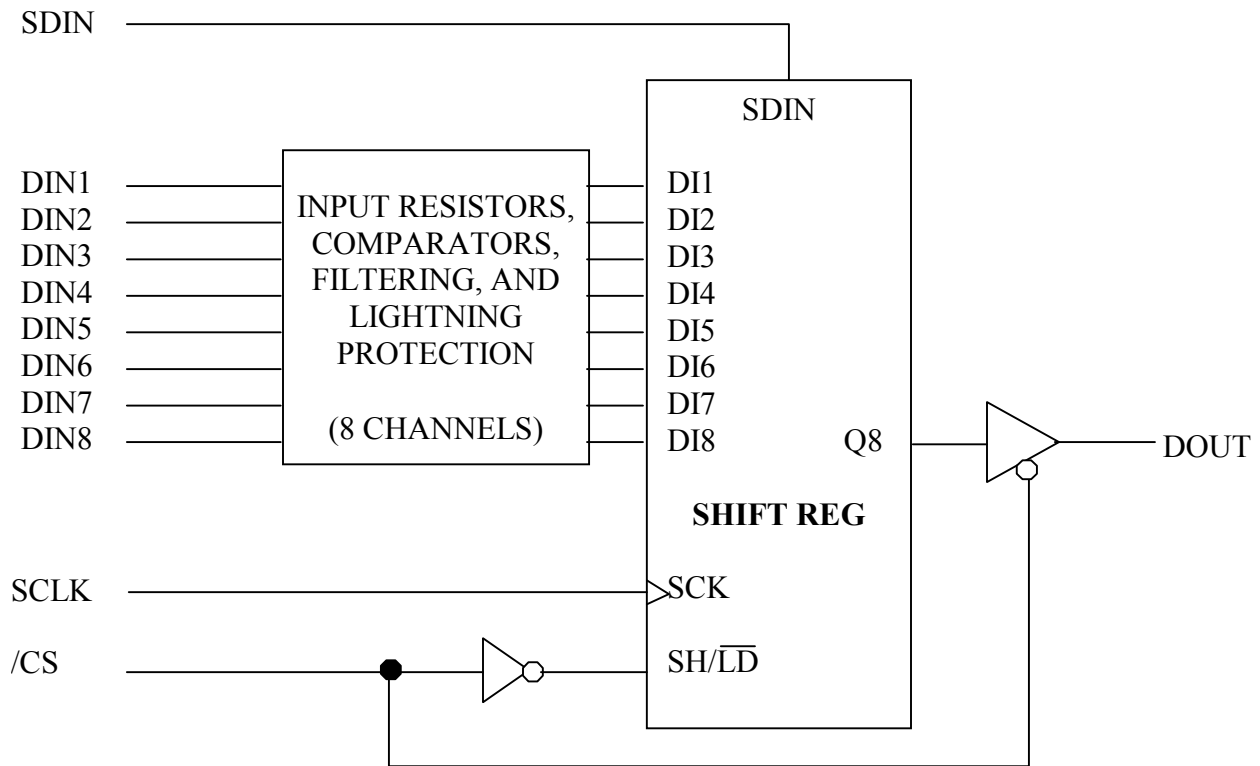 SDIN
SDIN
DIN1
DIN2
DIN3
DIN4
DIN5
DIN6
DIN7
DIN8
INPUT RESISTORS,
COMPARATORS,
FILTERING, AND
LIGHTNING
PROTECTION
(8 CHANNELS)
DI1
DI2
DI3
DI4
DI5
DI6
DI7
DI8
Q8
DOUT
SHIFT REG
SCLK
SCK
/CS
SH/L̅D̅